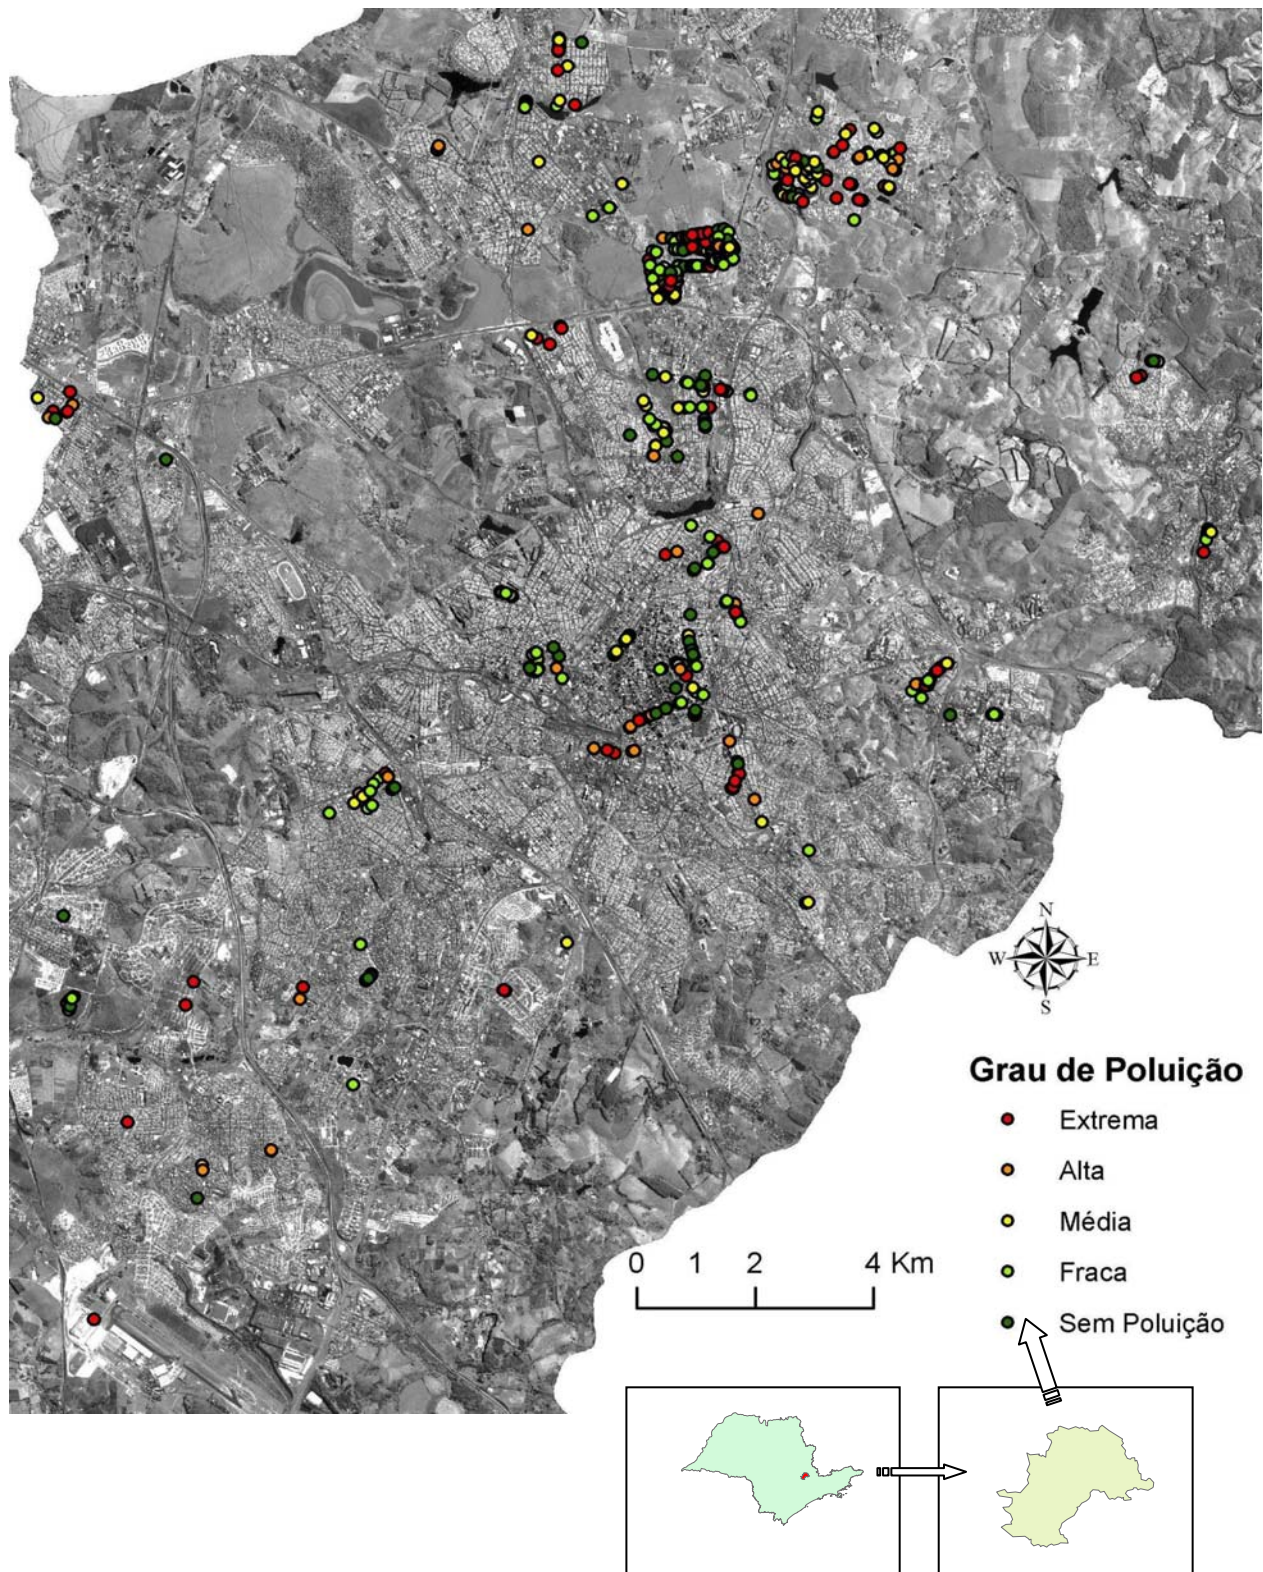 N
W E
S
Grau de Poluição
Extrema
Alta
Média
Fraca
Sem Poluição
0 1 2 4 Km